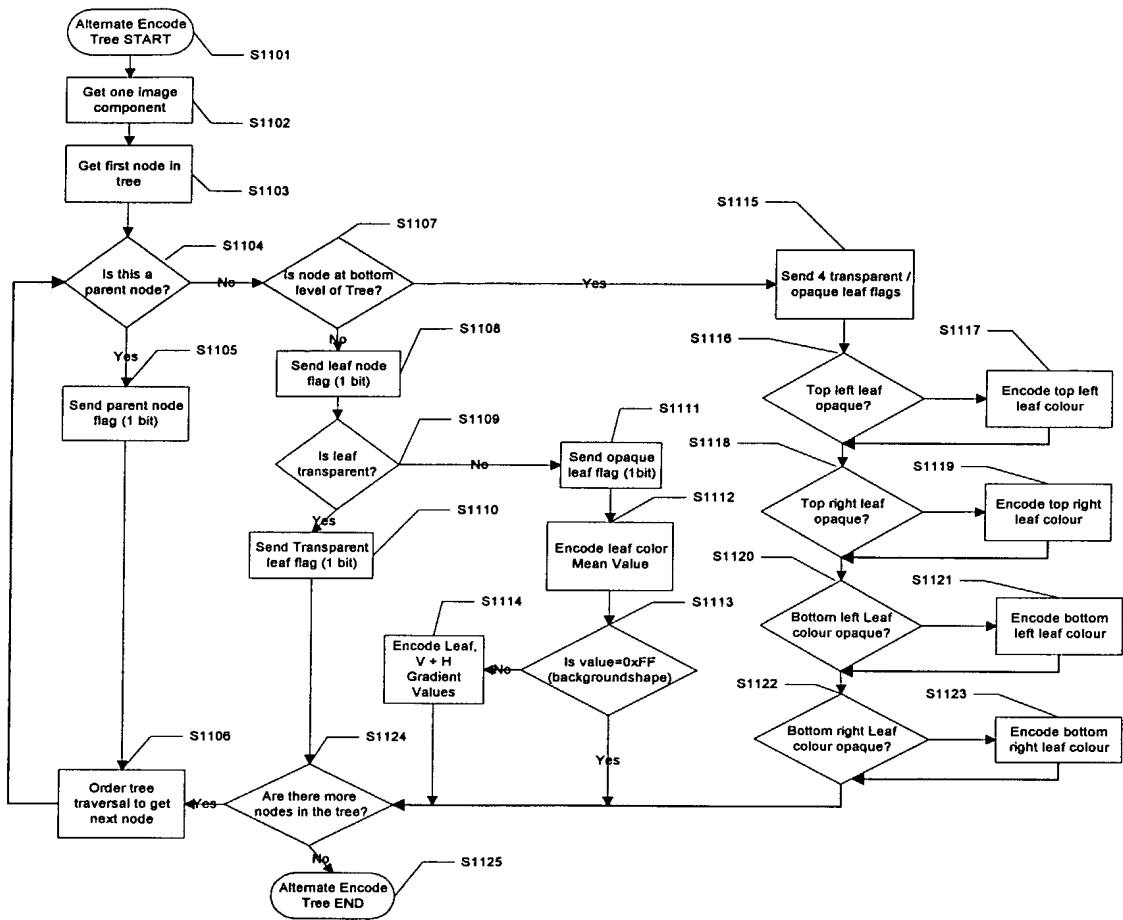 Alternate Encode
Tree START
S1101
Get one image
component
S1102
Get first node in
tree
S1103
Is this a
parent node?
S1104
No
Yes
Send parent node
flag (1 bit)
S1105
Order tree
traversal to get
next node
S1106
Is node at bottom
level of Tree?
S1107
Yes
No
Send leaf node
flag (1 bit)
S1108
Is leaf
transparent?
S1109
No
Yes
Send Transparent
leaf flag (1 bit)
S1110
Send opaque
leaf flag (1bit)
S1111
Encode leaf color
Mean Value
S1112
Is value=0xFF
(backgroundshape)
S1113
No
Yes
Encode Leaf,
V + H
Gradient
Values
S1114
Send 4 transparent /
opaque leaf flags
S1115
Top left leaf
opaque?
S1116
Encode top left
leaf colour
S1117
Top right leaf
opaque?
S1118
Encode top right
leaf colour
S1119
Bottom left Leaf
colour opaque?
S1120
Encode bottom
left leaf colour
S1121
Bottom right Leaf
colour opaque?
S1122
Encode bottom
right leaf colour
S1123
Are there more
nodes in the tree?
S1124
Yes
No
Alternate Encode
Tree END
S1125